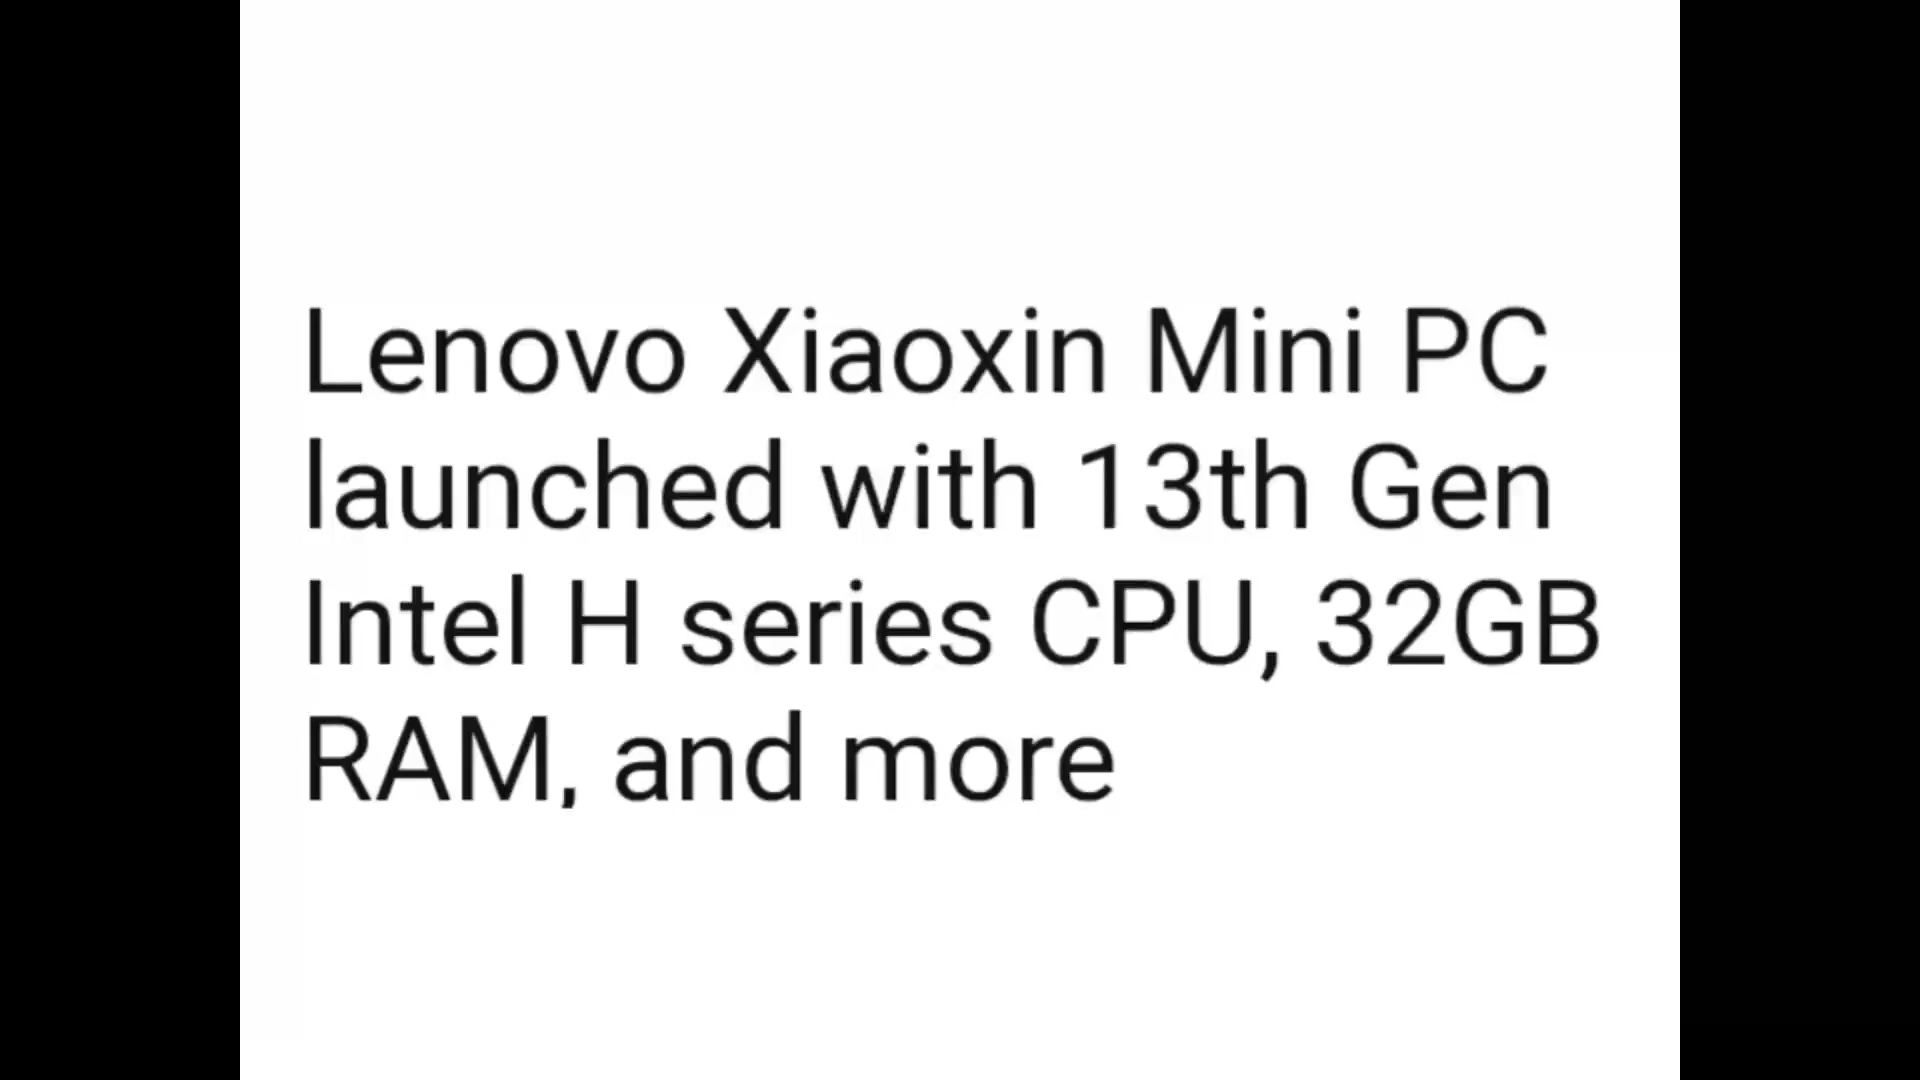 Lenovo Xiaoxin Mini PC
launched with 13th Gen
Intel H series CPU, 32GB
RAM, and more